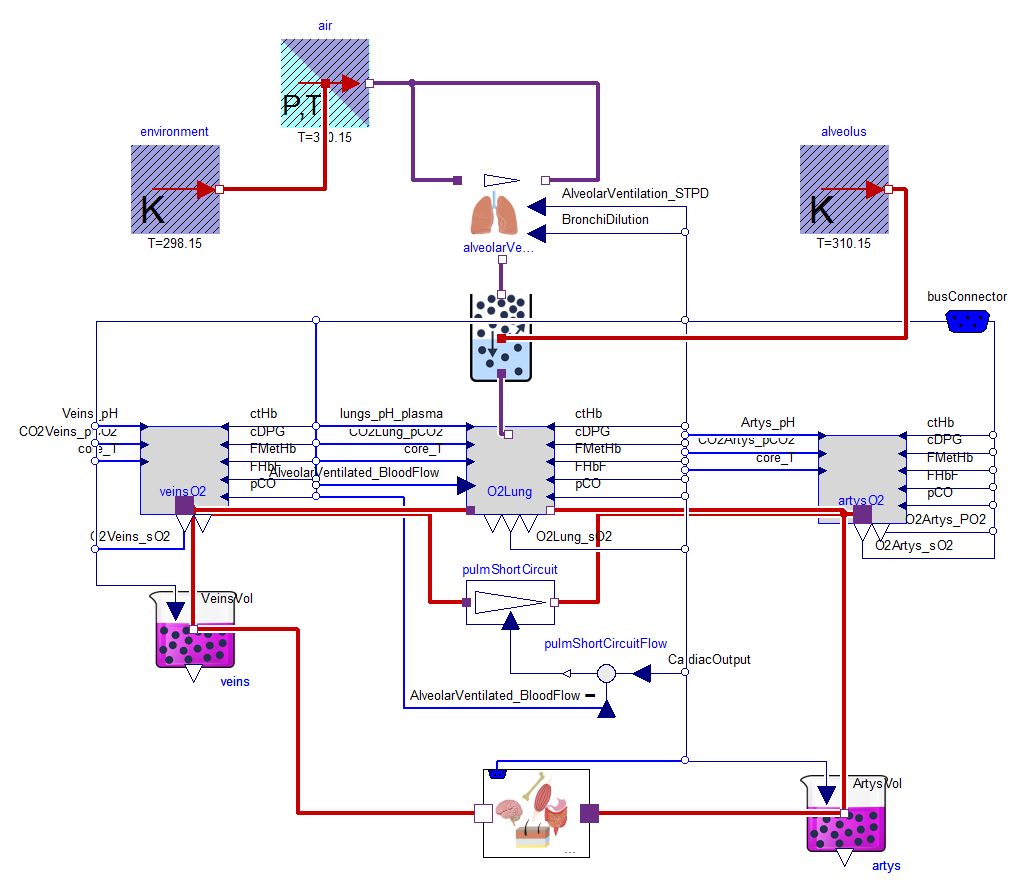 air
P,T
T=310.15
environment
K
T=298.15
alveolus
K
T=310.15
AlveolarVentilation_STPD
BronchiDilution
alveolarVe...
busConnector
Veins_pH
CO2Veins_pCO2
core_T
ctHb
cDPG
FMetHb
FHbF
pCO
veinsO2
lungs_pH_plasma
CO2Lung_pCO2
core_T
AlveolarVentilated_BloodFlow
ctHb
cDPG
FMetHb
FHbF
pCO
O2Lung
Artys_pH
CO2Artys_pCO2
core_T
ctHb
cDPG
FMetHb
FHbF
pCO
artysO2
O2Artys_PO2
O2Artys_sO2
O2Veins_sO2
O2Lung_sO2
pulmShortCircuit
VeinsVol
veins
pulmShortCircuitFlow
CardiacOutput
AlveolarVentilated_BloodFlow
...
ArtysVol
artys